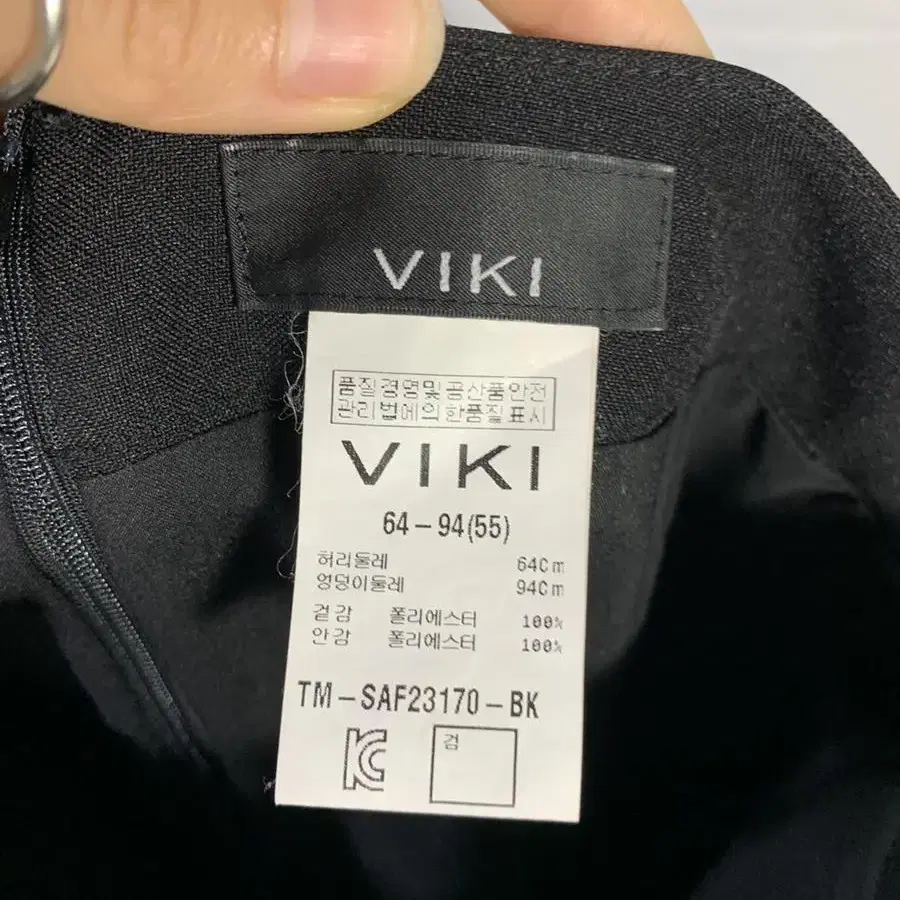 VIKI
품질경영및공산품안전
관리법에의한품질표시
VIKI
64-94(55)
허리둘레 64Cm
엉덩이둘레 94Cm
겉감 폴리에스터 100%
안감 폴리에스터 100%
TM-SAF23170-BK
KC 검